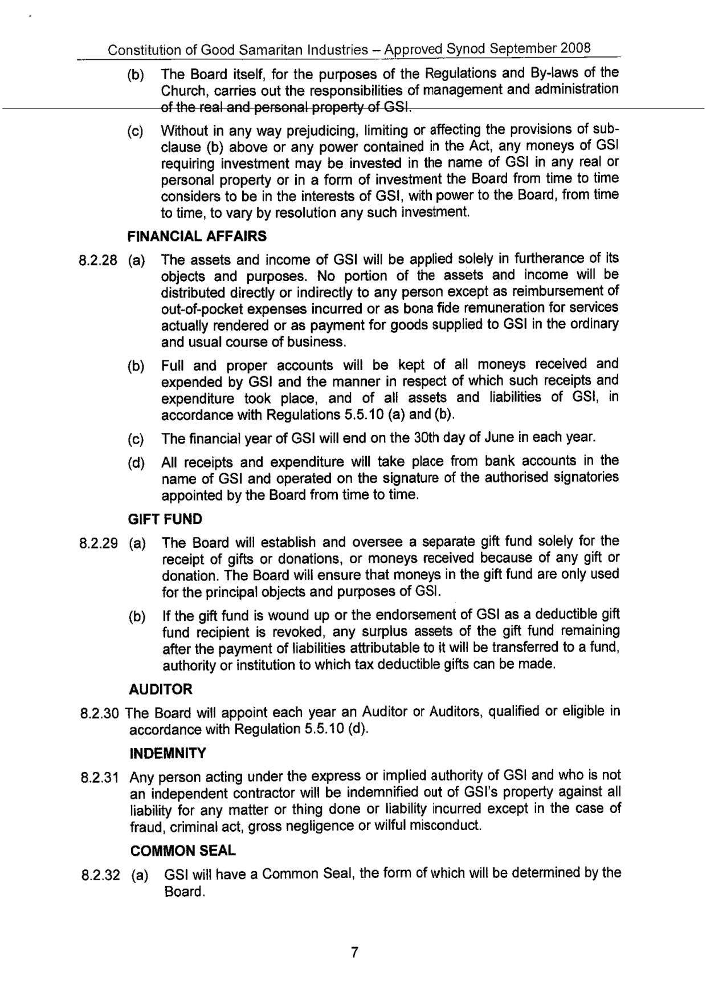 Constitution of Good Samaritan Industries – Approved Synod September 2008
(b) The Board itself, for the purposes of the Regulations and By-laws of the
Church, carries out the responsibilities of management and administration
of the real and personal property of GSI.
(c) Without in any way prejudicing, limiting or affecting the provisions of sub-
clause (b) above or any power contained in the Act, any moneys of GSI
requiring investment may be invested in the name of GSI in any real or
personal property or in a form of investment the Board from time to time
considers to be in the interests of GSI, with power to the Board, from time
to time, to vary by resolution any such investment.
FINANCIAL AFFAIRS
8.2.28 (a) The assets and income of GSI will be applied solely in furtherance of its
objects and purposes. No portion of the assets and income will be
distributed directly or indirectly to any person except as reimbursement of
out-of-pocket expenses incurred or as bona fide remuneration for services
actually rendered or as payment for goods supplied to GSI in the ordinary
and usual course of business.
(b) Full and proper accounts will be kept of all moneys received and
expended by GSI and the manner in respect of which such receipts and
expenditure took place, and of all assets and liabilities of GSI, in
accordance with Regulations 5.5.10 (a) and (b).
(c) The financial year of GSI will end on the 30th day of June in each year.
(d) All receipts and expenditure will take place from bank accounts in the
name of GSI and operated on the signature of the authorised signatories
appointed by the Board from time to time.
GIFT FUND
8.2.29 (a) The Board will establish and oversee a separate gift fund solely for the
receipt of gifts or donations, or moneys received because of any gift or
donation. The Board will ensure that moneys in the gift fund are only used
for the principal objects and purposes of GSI.
(b) If the gift fund is wound up or the endorsement of GSI as a deductible gift
fund recipient is revoked, any surplus assets of the gift fund remaining
after the payment of liabilities attributable to it will be transferred to a fund,
authority or institution to which tax deductible gifts can be made.
AUDITOR
8.2.30 The Board will appoint each year an Auditor or Auditors, qualified or eligible in
accordance with Regulation 5.5.10 (d).
INDEMNITY
8.2.31 Any person acting under the express or implied authority of GSI and who is not
an independent contractor will be indemnified out of GSI's property against all
liability for any matter or thing done or liability incurred except in the case of
fraud, criminal act, gross negligence or wilful misconduct.
COMMON SEAL
8.2.32 (a) GSI will have a Common Seal, the form of which will be determined by the
Board.
7